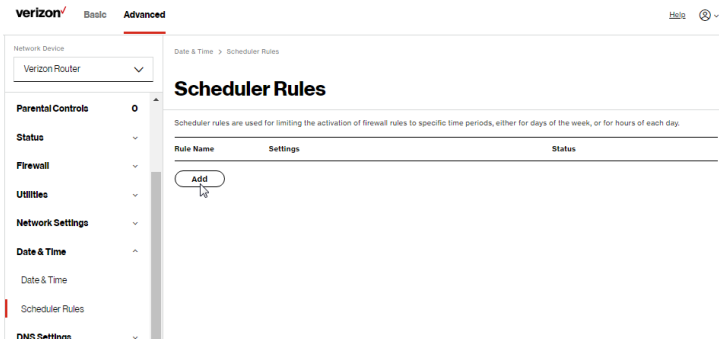 verizon Basic Advanced Help
Network Device
Verizon Router
Parental Controls 0
Status
Firewall
Utilities
Network Settings
Date & Time
Date & Time
Scheduler Rules
DNS Settings
Date & Time > Scheduler Rules
Scheduler Rules
Scheduler rules are used for limiting the activation of firewall rules to specific time periods, either for days of the week, or for hours of each day.
Rule Name Settings Status
Add